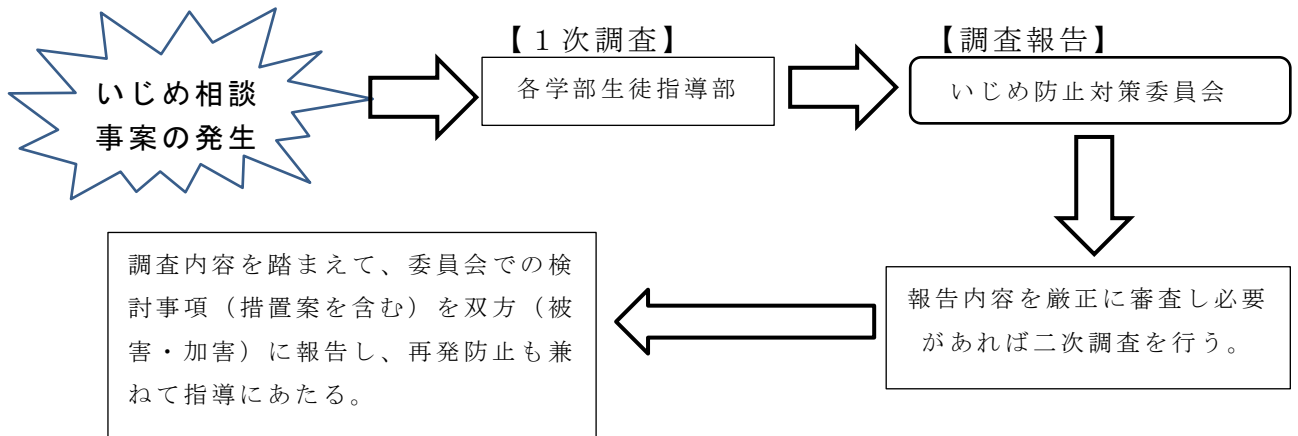 いじめ相談
事案の発生
【１次調査】
各学部生徒指導部
【調査報告】
いじめ防止対策委員会
報告内容を厳正に審査し必要
があれば二次調査を行う。
調査内容を踏まえて、委員会での検
討事項（措置案を含む）を双方（被
害・加害）に報告し、再発防止も兼
ねて指導にあたる。